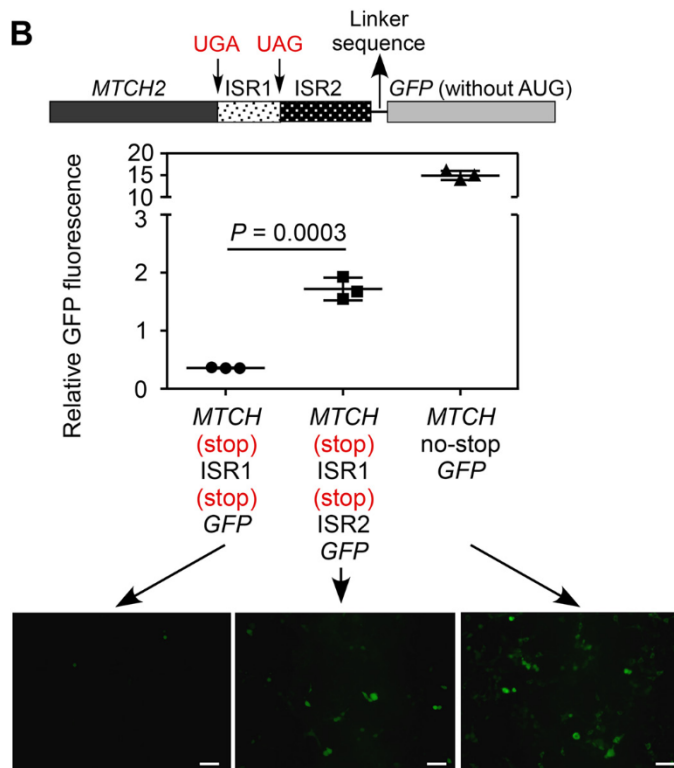 B
Linker
sequence
UGA UAG
MTCH2 ISR1 ISR2 GFP (without AUG)
Relative GFP fluorescence
20
15
10
3
2
1
0
P = 0.0003
MTCH
(stop)
ISR1
(stop)
GFP
MTCH
(stop)
ISR1
(stop)
ISR2
GFP
MTCH
no-stop
GFP